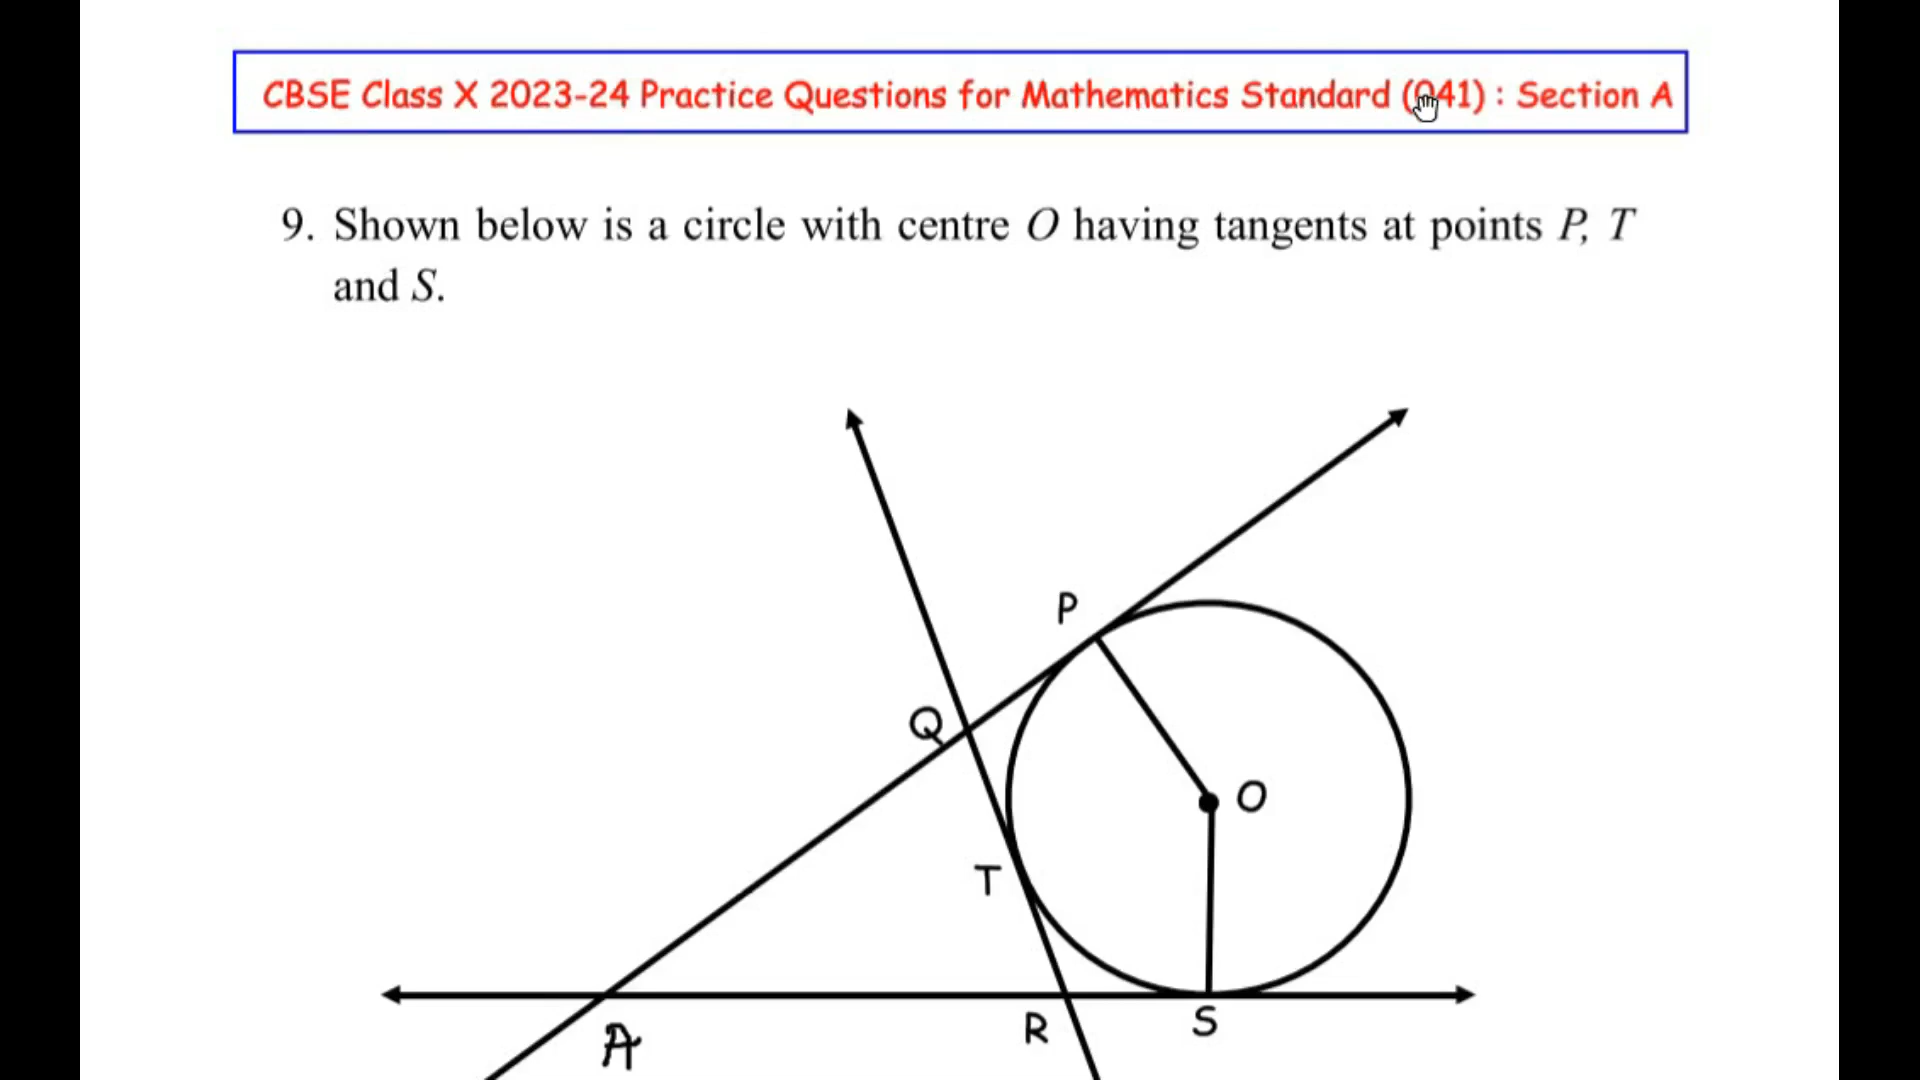 CBSE Class X 2023-24 Practice Questions for Mathematics Standard (041) : Section A
9. Shown below is a circle with centre O having tangents at points P, T
and S.
P
Q
O
T
R
S
A